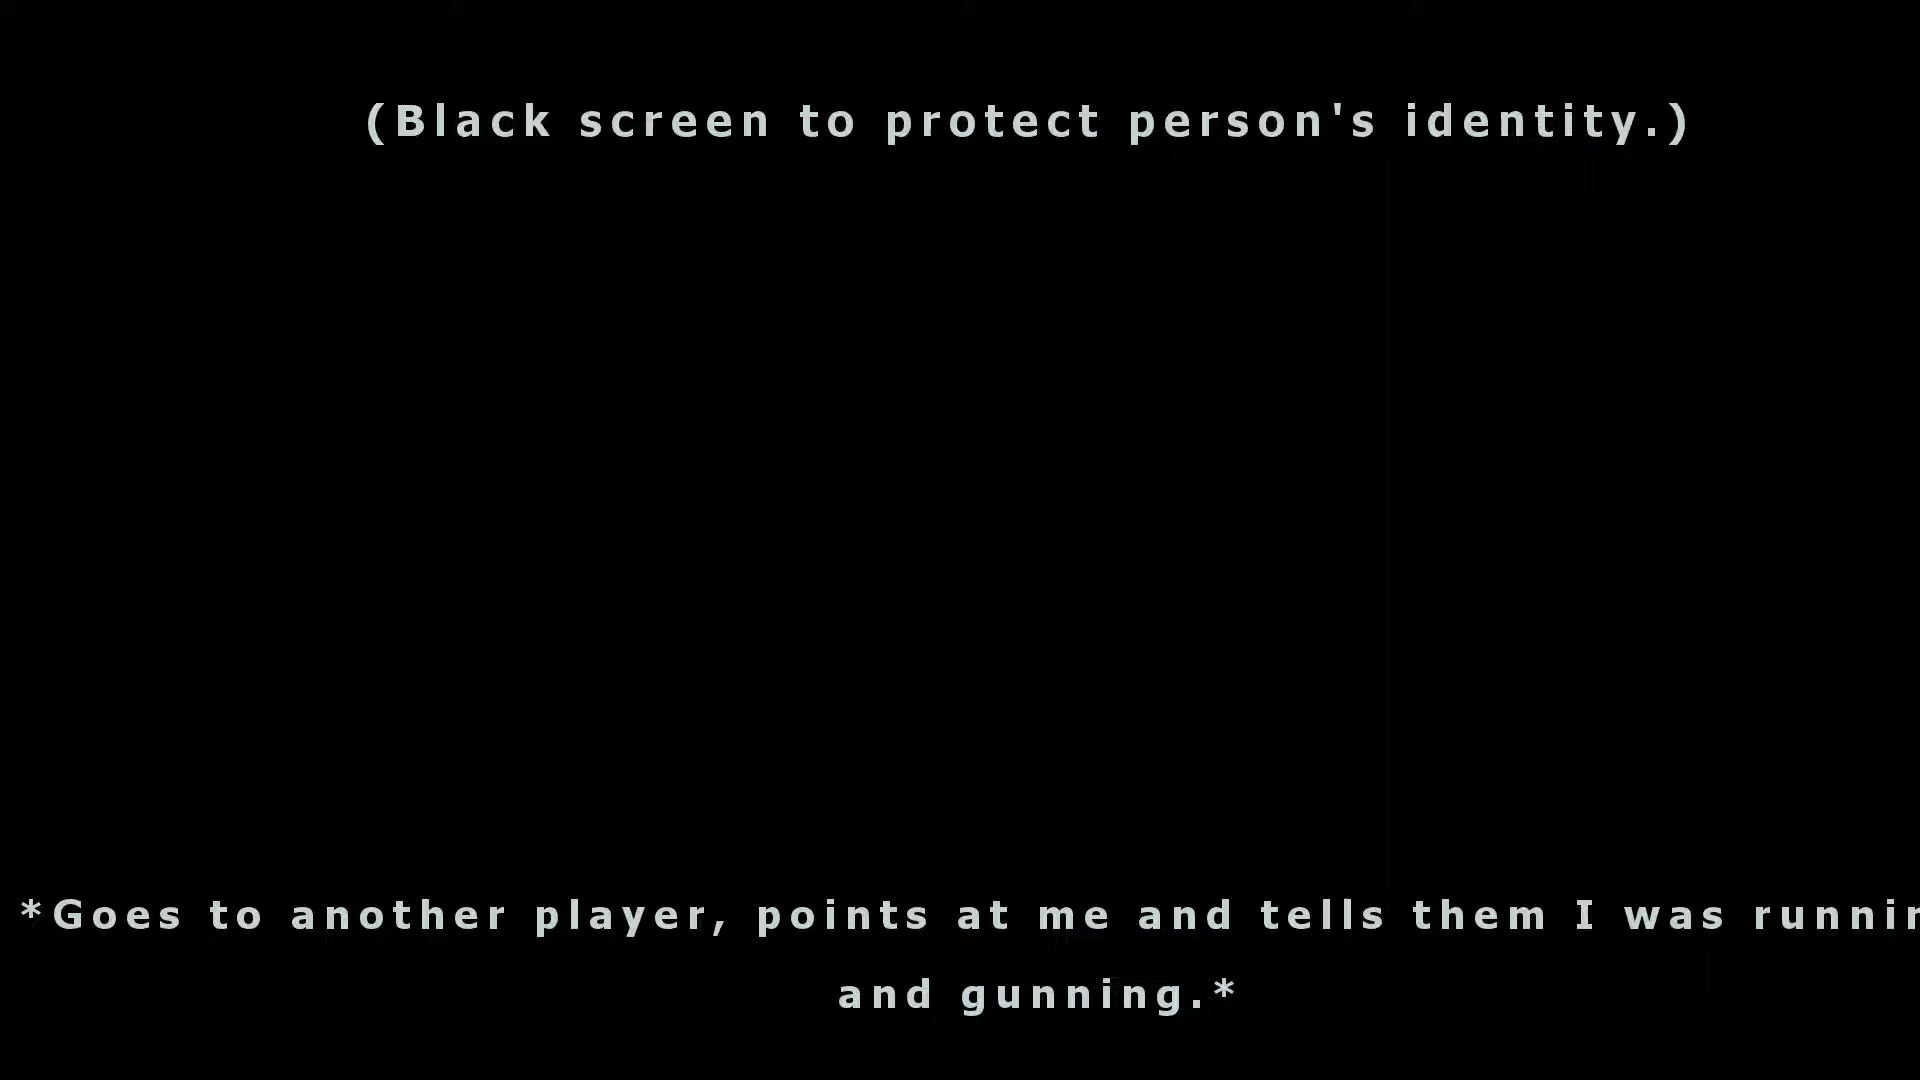 (Black screen to protect person's identity.)
*Goes to another player, points at me and tells them I was runnin
and gunning.*